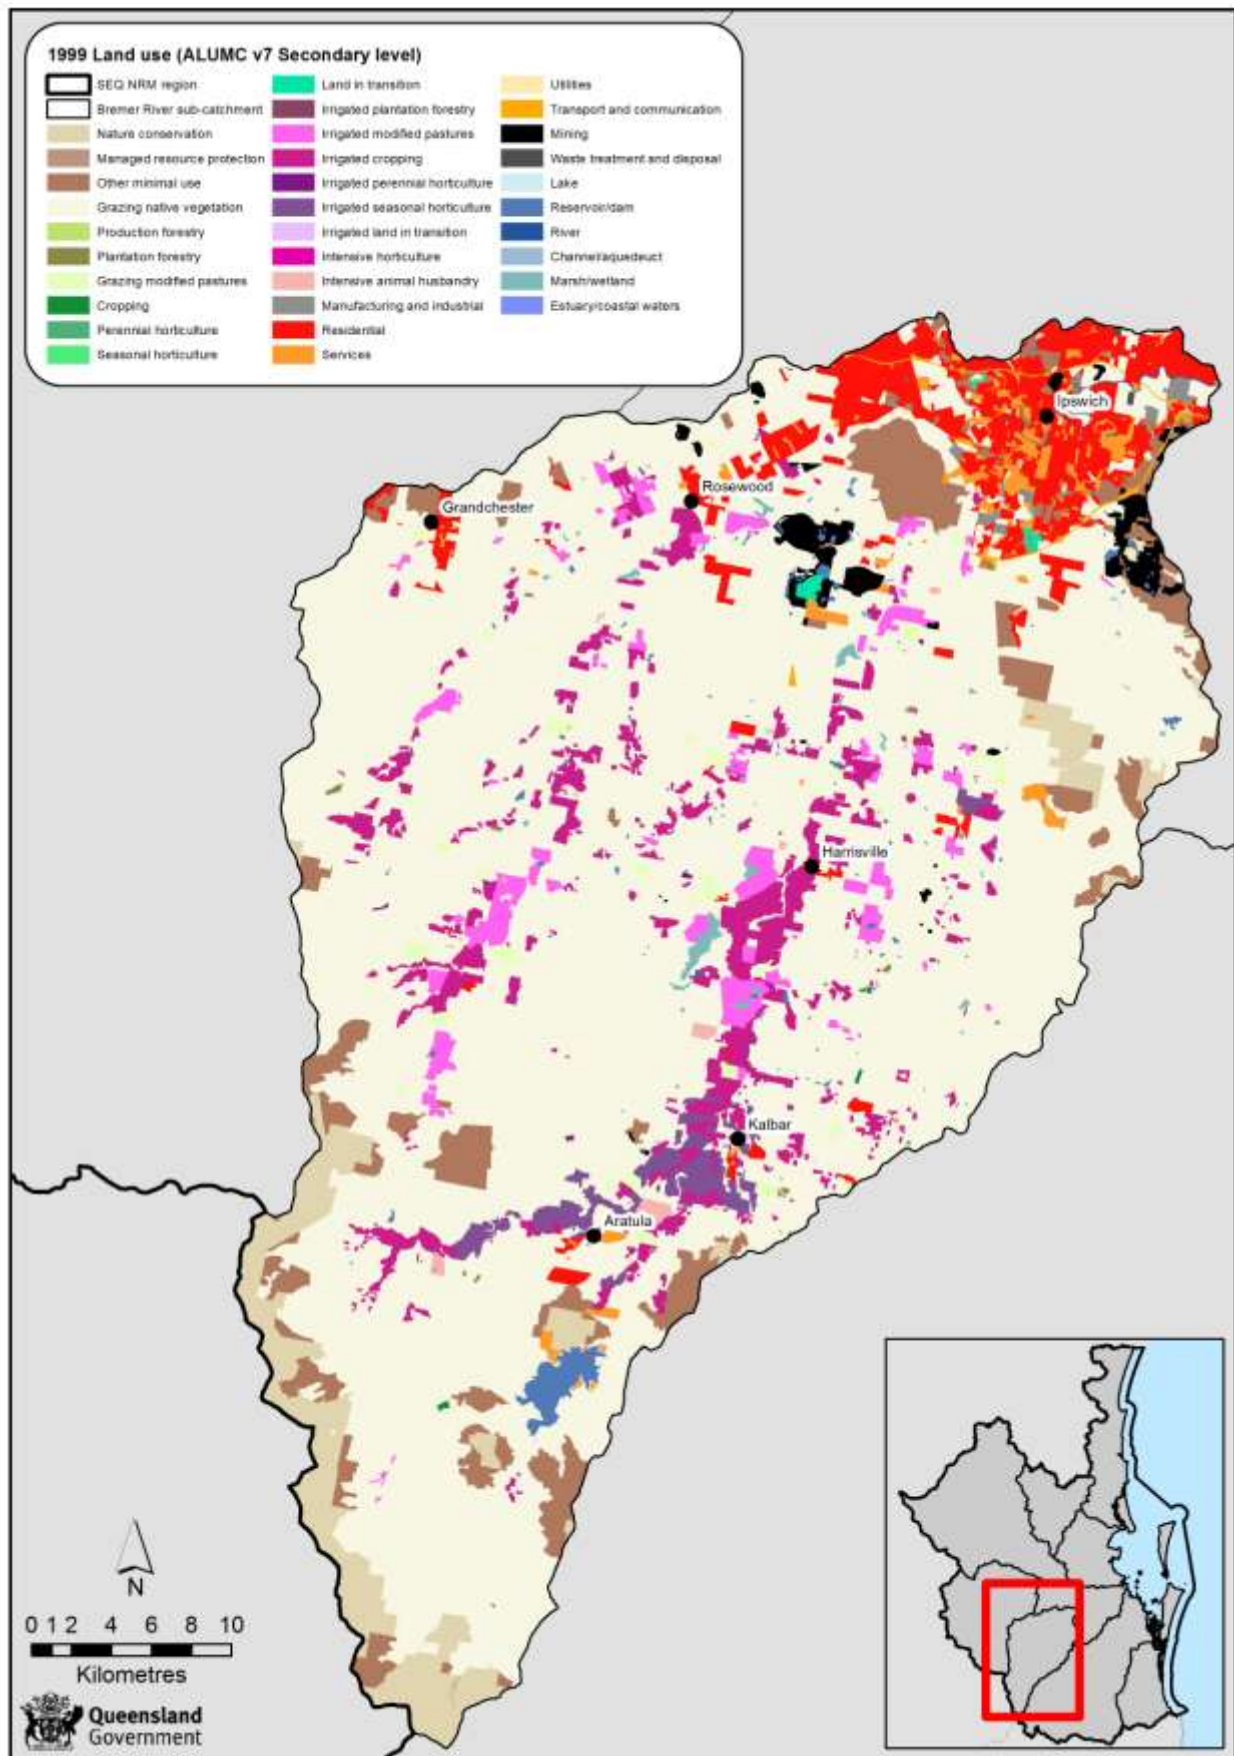 1999 Land use (ALUMC v7 Secondary level)
SEQ NRM region
Bremer River sub-catchment
Nature conservation
Managed resource protection
Other minimal use
Grazing native vegetation
Production forestry
Plantation forestry
Grazing modified pastures
Cropping
Perennial horticulture
Seasonal horticulture
Land in transition
Irrigated plantation forestry
Irrigated modified pastures
Irrigated cropping
Irrigated perennial horticulture
Irrigated seasonal horticulture
Irrigated land in transition
Intensive horticulture
Intensive animal husbandry
Manufacturing and industrial
Residential
Services
Utilities
Transport and communication
Mining
Waste treatment and disposal
Lake
Reservoir/dam
River
Channel/aquedeuct
Marsh/wetland
Estuary/coastal waters
Ipswich
Rosewood
Grandchester
Harrisville
Kalbar
Aratula
N
0 1 2 4 6 8 10
Kilometres
Queensland
Government